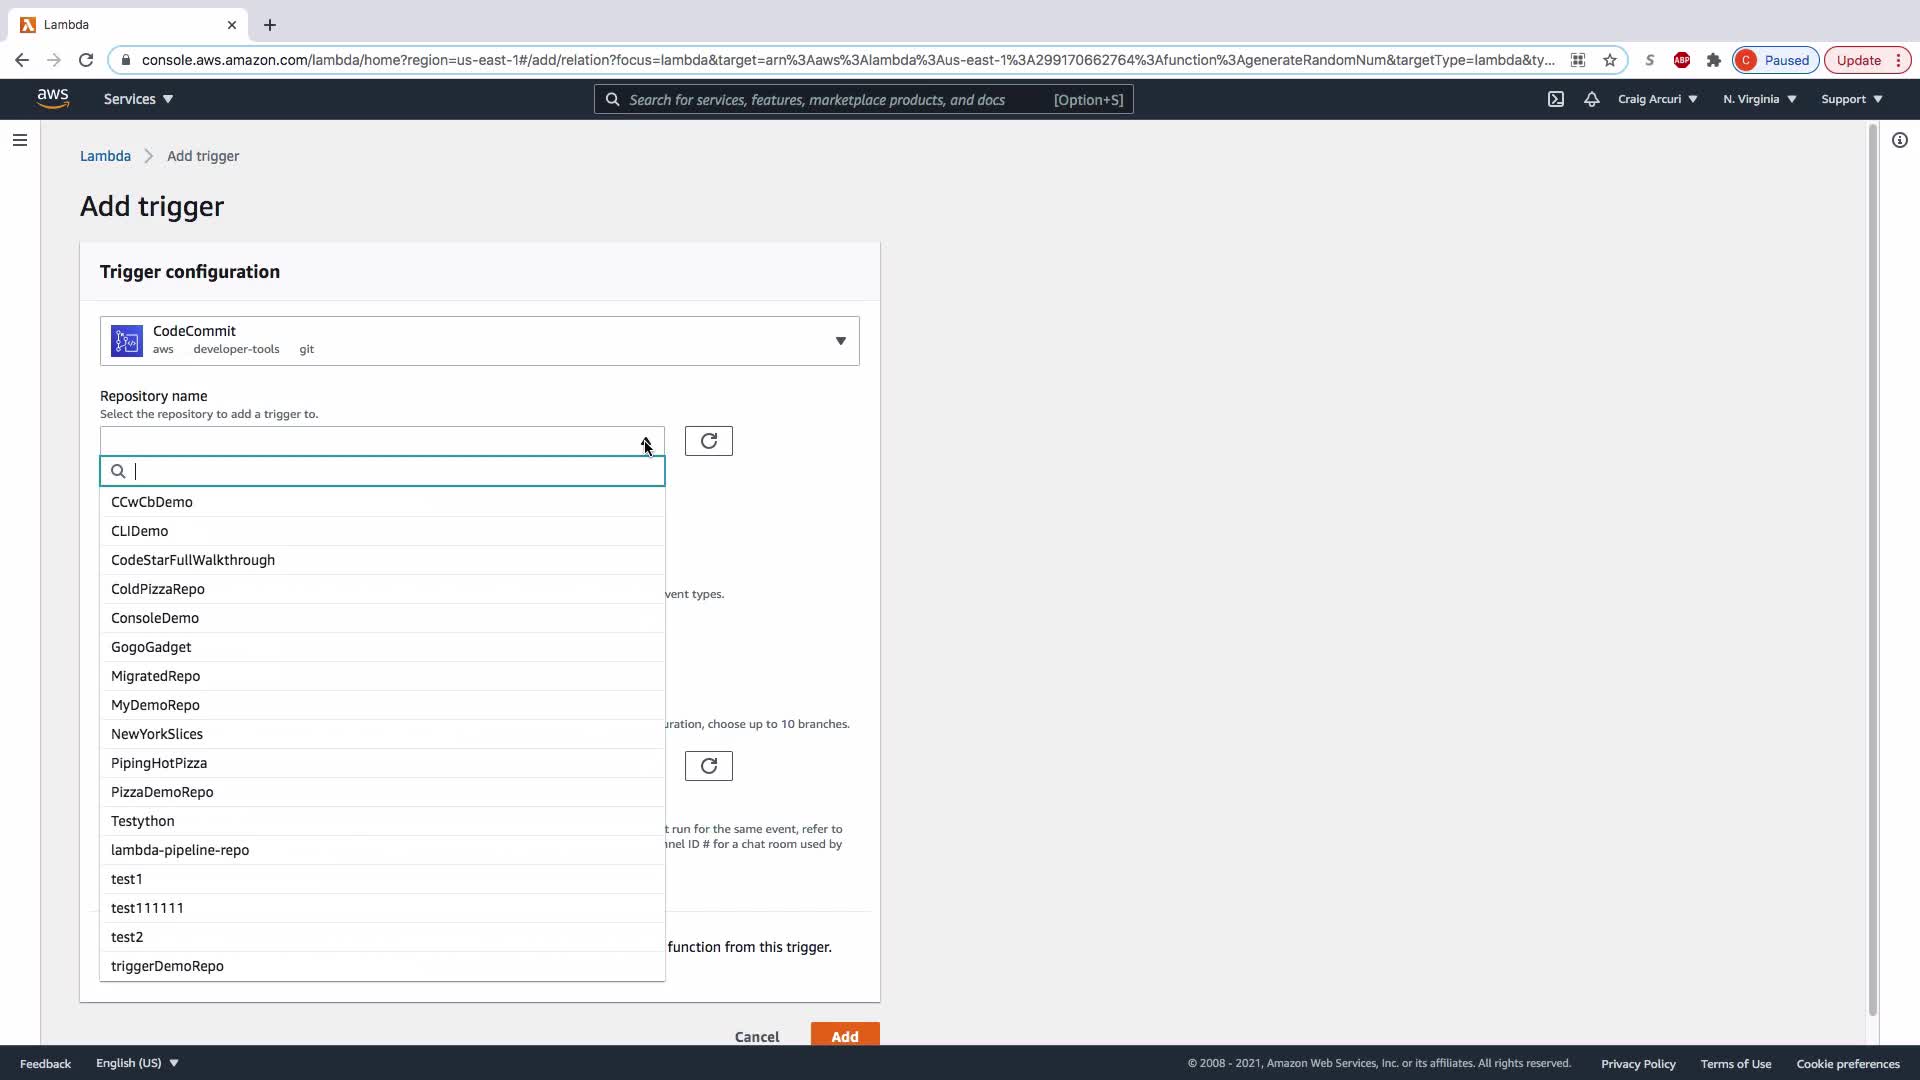 Lambda
console.aws.amazon.com/lambda/home?region=us-east-1#/add/relation?focus=lambda&target=arn%3Aaws%3Alambda%3Aus-east-1%3A299170662764%3Afunction%3AgenerateRandomNum&targetType=lambda&ty...
S
ABP
C Paused
Update
aws
Services
Search for services, features, marketplace products, and docs [Option+S]
Craig Arcuri
N. Virginia
Support
Lambda > Add trigger
Add trigger
Trigger configuration
CodeCommit
aws developer-tools git
Repository name
Select the repository to add a trigger to.
CCwCbDemo
CLIDemo
CodeStarFullWalkthrough
ColdPizzaRepo
vent types.
ConsoleDemo
GogoGadget
MigratedRepo
MyDemoRepo
uration, choose up to 10 branches.
NewYorkSlices
PipingHotPizza
PizzaDemoRepo
Testython
t run for the same event, refer to
nnel ID # for a chat room used by
lambda-pipeline-repo
test1
test111111
test2
function from this trigger.
triggerDemoRepo
Cancel
Add
Feedback
English (US)
© 2008 - 2021, Amazon Web Services, Inc. or its affiliates. All rights reserved.
Privacy Policy
Terms of Use
Cookie preferences